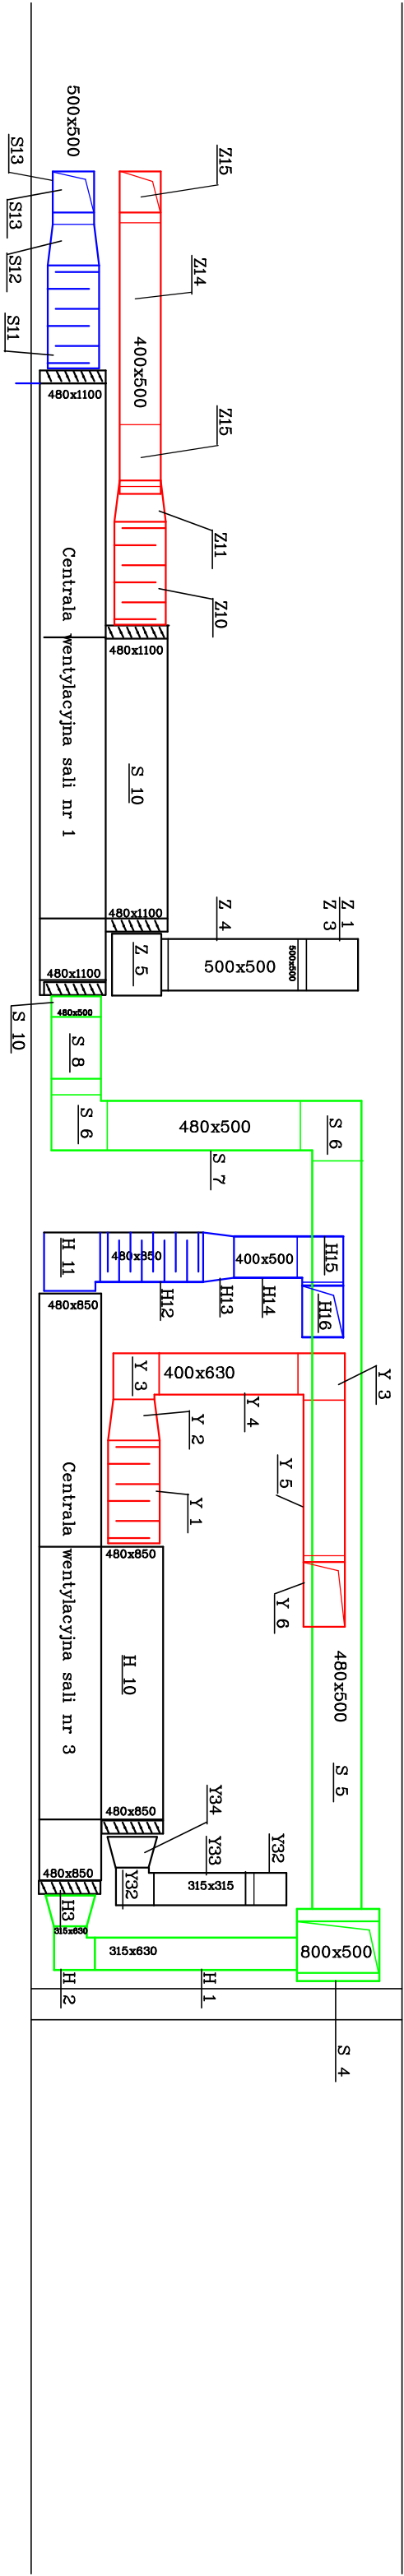 500x500
S13
S13
S12
S11
Z15
Z14
400x500
Z15
Z11
Z10
480x1100
Centrala wentylacyjna sali nr 1
480x1100
S 10
480x1100
480x1100
Z 5
Z 4
Z 1
Z 3
500x500
500x500
S 10
480x500
S 8
S 6
480x500
S 7
S 6
H 11
480x850
H12
H13
400x500
H14
H15
H16
480x850
Y 3
400x630
Y 4
Y 3
Y 2
Y 1
Y 5
Y 6
480x850
Centrala wentylacyjna sali nr 3
H 10
480x500
S 5
480x850
480x850
Y34
Y33
Y32
Y32
315x315
H3
315x630
315x630
H 2
H 1
800x500
S 4